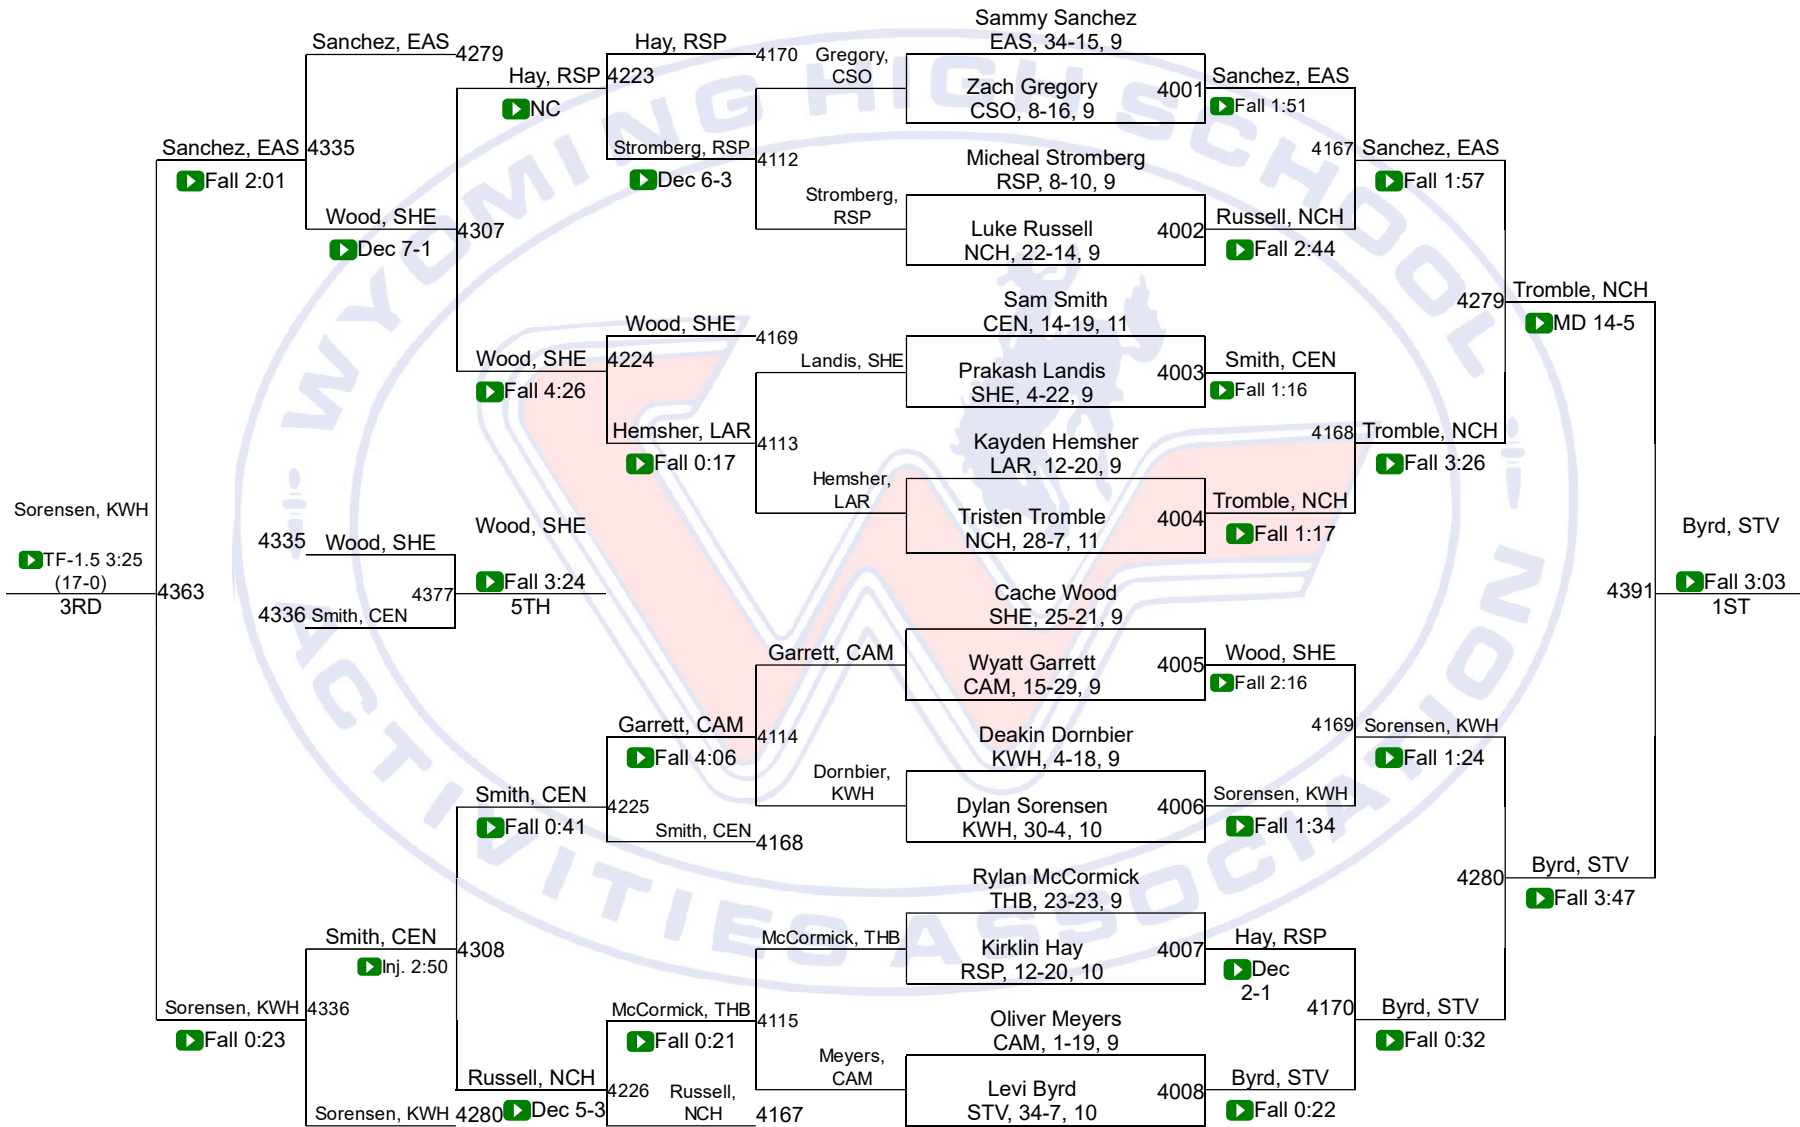 Sammy Sanchez
EAS, 34-15, 9
Sanchez, EAS
4279
Hay, RSP
4170
Gregory,
CSO
Hay, RSP
4223
NC
Zach Gregory
CSO, 8-16, 9
4001
Sanchez, EAS
Fall 1:51
Sanchez, EAS
4335
Fall 2:01
Stromberg, RSP
4112
Dec 6-3
Micheal Stromberg
RSP, 8-10, 9
4167
Sanchez, EAS
Fall 1:57
Stromberg,
RSP
Wood, SHE
4307
Dec 7-1
Luke Russell
NCH, 22-14, 9
4002
Russell, NCH
Fall 2:44
Sam Smith
CEN, 14-19, 11
4279
Tromble, NCH
MD 14-5
Wood, SHE
4169
Wood, SHE
4224
Fall 4:26
Landis, SHE
Prakash Landis
SHE, 4-22, 9
4003
Smith, CEN
Fall 1:16
Hemsher, LAR
4113
Fall 0:17
Kayden Hemsher
LAR, 12-20, 9
4168
Tromble, NCH
Fall 3:26
Hemsher,
LAR
Tristen Tromble
NCH, 28-7, 11
4004
Tromble, NCH
Fall 1:17
Sorensen, KWH
TF-1.5 3:25
(17-0)
3RD
4363
4335
Wood, SHE
4336
Smith, CEN
4377
Wood, SHE
Fall 3:24
5TH
Byrd, STV
4391
Fall 3:03
1ST
Cache Wood
SHE, 25-21, 9
Garrett, CAM
Wyatt Garrett
CAM, 15-29, 9
4005
Wood, SHE
Fall 2:16
Garrett, CAM
4114
Fall 4:06
Deakin Dornbier
KWH, 4-18, 9
4169
Sorensen, KWH
Fall 1:24
Dornbier,
KWH
Smith, CEN
4225
Fall 0:41
Smith, CEN
4168
Dylan Sorensen
KWH, 30-4, 10
4006
Sorensen, KWH
Fall 1:34
Rylan McCormick
THB, 23-23, 9
4280
Byrd, STV
Fall 3:47
Smith, CEN
4308
Inj. 2:50
McCormick, THB
Kirklin Hay
RSP, 12-20, 10
4007
Hay, RSP
Dec
2-1
Sorensen, KWH
4336
Fall 0:23
McCormick, THB
4115
Fall 0:21
Oliver Meyers
CAM, 1-19, 9
4170
Byrd, STV
Fall 0:32
Meyers,
CAM
Russell, NCH
4226
Dec 5-3
Russell,
NCH
4167
Levi Byrd
STV, 34-7, 10
4008
Byrd, STV
Fall 0:22
Sorensen, KWH
4280
WYOMING HIGH SCHOOL
ACTIVITIES ASSOCIATION